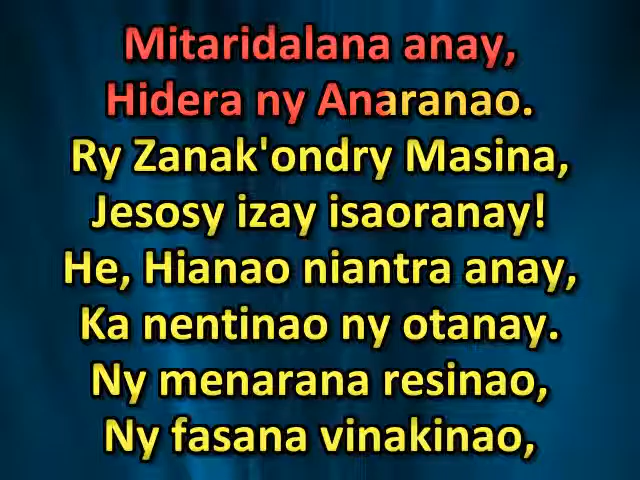 Mitaridalana anay,
Hidera ny Anaranao.
Ry Zanak'ondry Masina,
Jesosy izay isaoranay!
He, Hianao niantra anay,
Ka nentinao ny otanay.
Ny menarana resinao,
Ny fasana vinakinao,